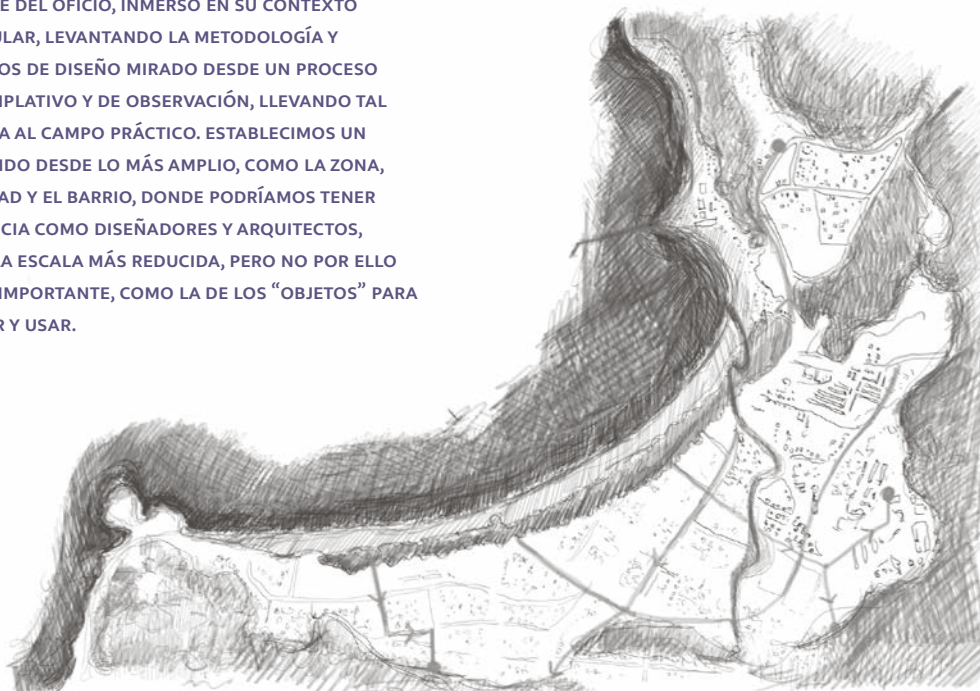 E DEL OFICIO, INMERSO EN SU CONTEXTO
ULAR, LEVANTANDO LA METODOLOGÍA Y
OS DE DISEÑO MIRADO DESDE UN PROCESO
MPLATIVO Y DE OBSERVACIÓN, LLEVANDO TAL
A AL CAMPO PRÁCTICO. ESTABLECIMOS UN
NDO DESDE LO MÁS AMPLIO, COMO LA ZONA,
AD Y EL BARRIO, DONDE PODRÍAMOS TENER
CIA COMO DISEÑADORES Y ARQUITECTOS,
A ESCALA MÁS REDUCIDA, PERO NO POR ELLO
IMPORTANTE, COMO LA DE LOS “OBJETOS” PARA
R Y USAR.